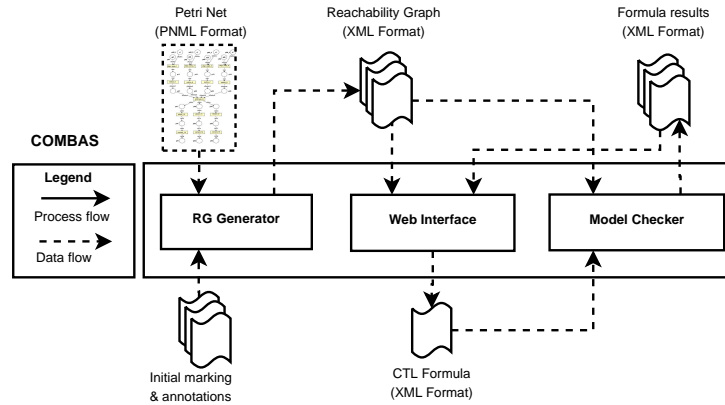 Petri Net
(PNML Format)
Reachability Graph
(XML Format)
Formula results
(XML Format)
COMBAS
Legend
Process flow
Data flow
RG Generator
Web Interface
Model Checker
Initial marking
& annotations
CTL Formula
(XML Format)